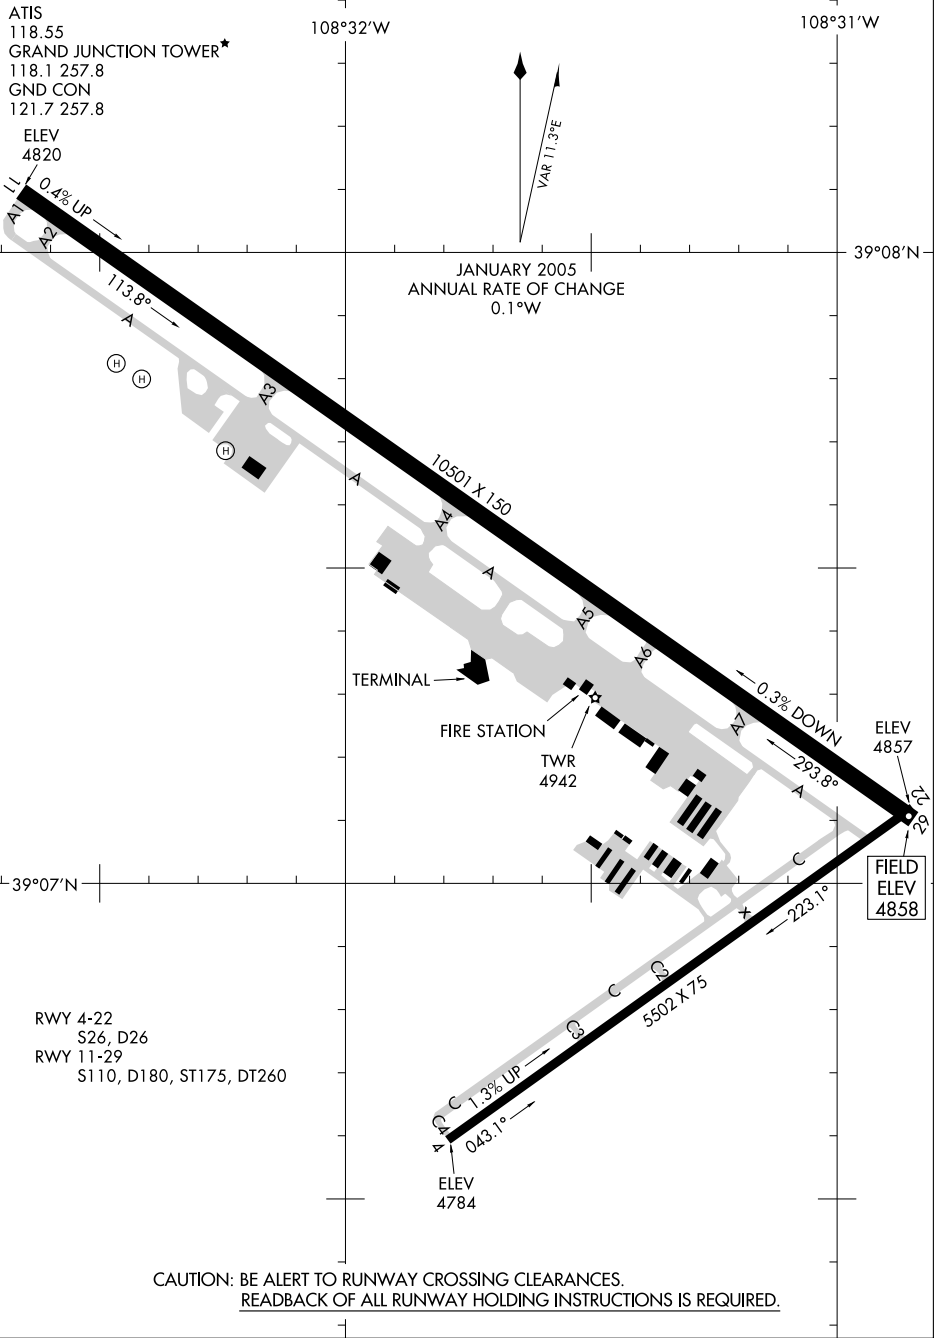 ATIS
118.55
GRAND JUNCTION TOWER★
118.1 257.8
GND CON
121.7 257.8
108°32'W
108°31'W
VAR 11.3°E
JANUARY 2005
ANNUAL RATE OF CHANGE
0.1°W
39°08'N
ELEV
4820
11
A1
A2
0.4% UP
113.8°
A
H
H
H
A3
A
10501 X 150
A4
A
A5
A6
TERMINAL
FIRE STATION
TWR
4942
A7
0.3% DOWN
293.8°
A
ELEV
4857
22
29
FIELD
ELEV
4858
39°07'N
C
X
223.1°
C2
C
5502 X 75
C3
1.3% UP
C
C4
4
043.1°
ELEV
4784
RWY 4-22
S26, D26
RWY 11-29
S110, D180, ST175, DT260
CAUTION: BE ALERT TO RUNWAY CROSSING CLEARANCES.
READBACK OF ALL RUNWAY HOLDING INSTRUCTIONS IS REQUIRED.